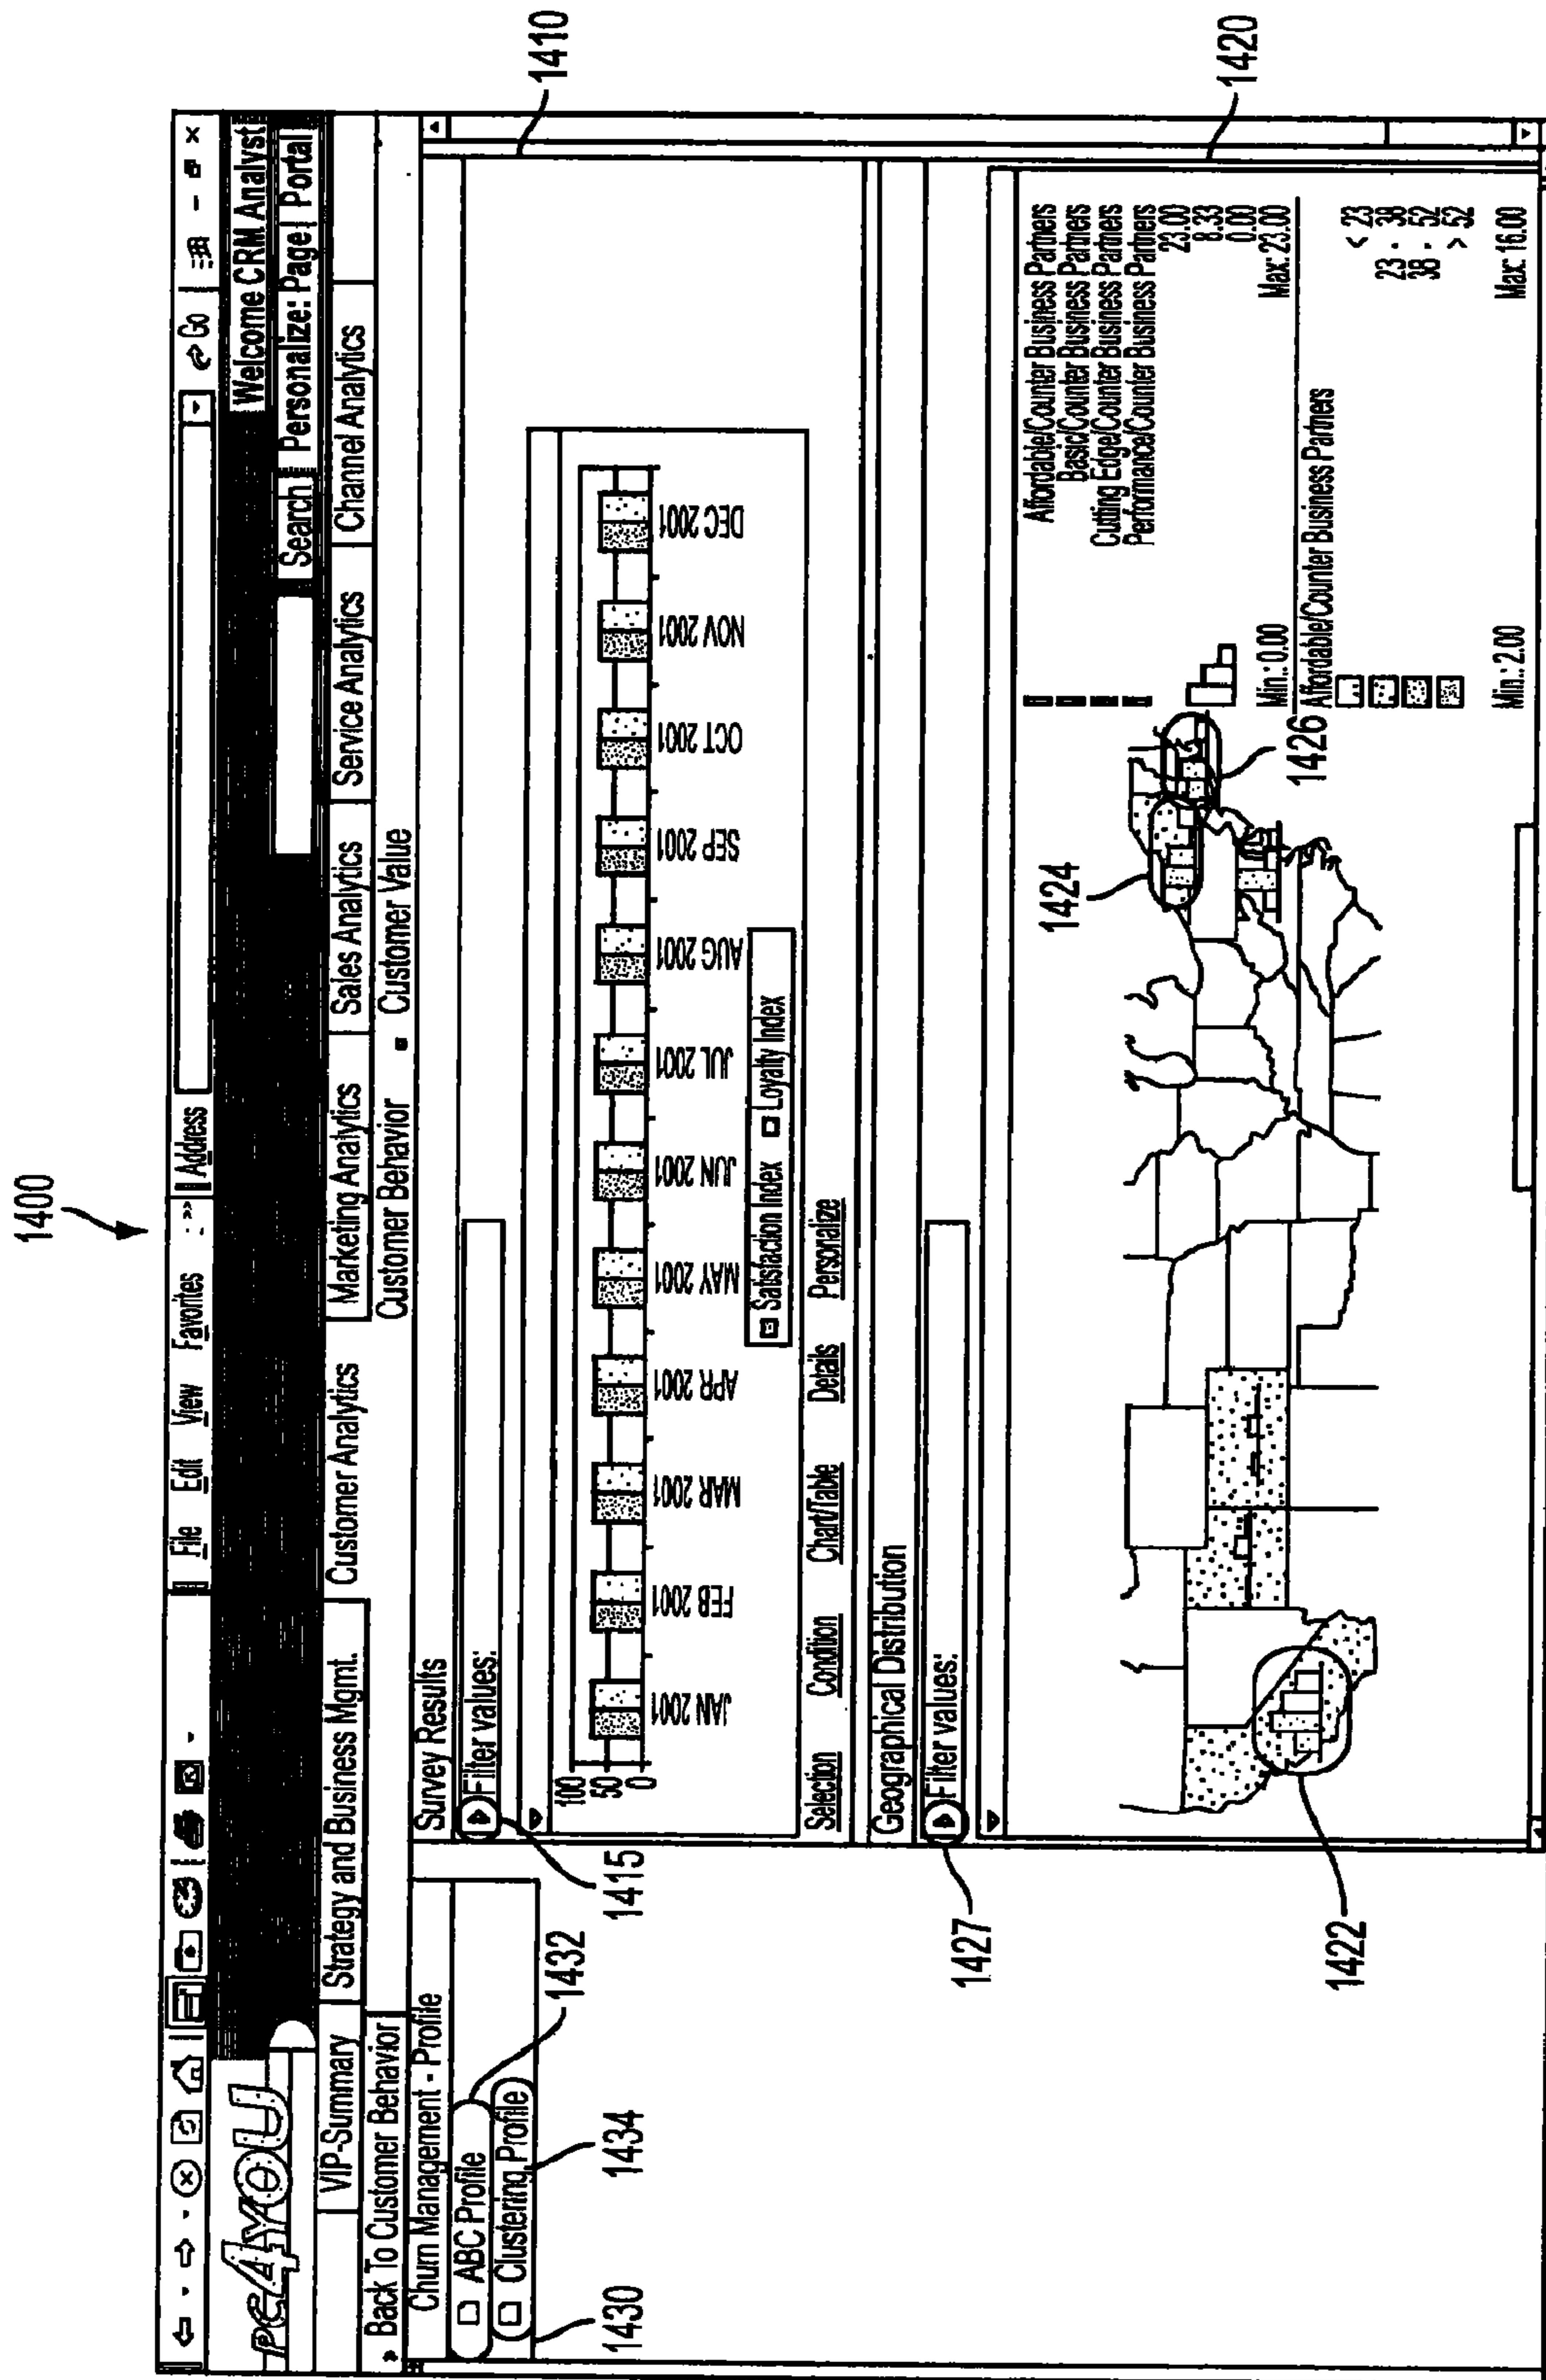 1400
File Edit View Favorites » Address Go
pc4YOU
Welcome CRM Analyst
Search Personalize: Page| Portal
VIP-Summary Strategy and Business Mgmt. Customer Analytics Marketing Analytics Sales Analytics Service Analytics Channel Analytics
» Back To Customer Behavior
Customer Behavior ▪ Customer Value
Churn Management - Profile
ABC Profile
Clustering Profile
1430
1434
1432
Survey Results
Filter values:
1415
1410
100
50
0
JAN 2001 FEB 2001 MAR 2001 APR 2001 MAY 2001 JUN 2001 JUL 2001 AUG 2001 SEP 2001 OCT 2001 NOV 2001 DEC 2001
Satisfaction Index Loyalty Index
Selection Condition Chart/Table Details Personalize
Geographical Distribution
Filter values:
1427
1420
Affordable/Counter Business Partners
Basic/Counter Business Partners
Cutting Edge/Counter Business Partners
Performance/Counter Business Partners
23.00
8.33
0.00
Min.: 0.00 Max: 23.00
Affordable/Counter Business Partners
< 23
23 - 38
38 - 52
> 52
Min.: 2.00 Max: 16.00
1424
1426
1422